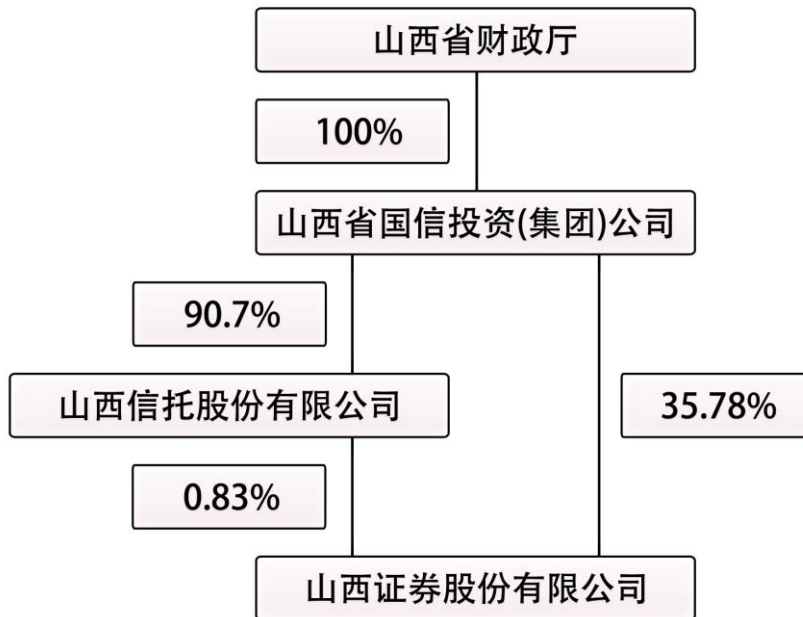 山西省财政厅
100%
山西省国信投资(集团)公司
90.7%
山西信托股份有限公司
35.78%
0.83%
山西证券股份有限公司